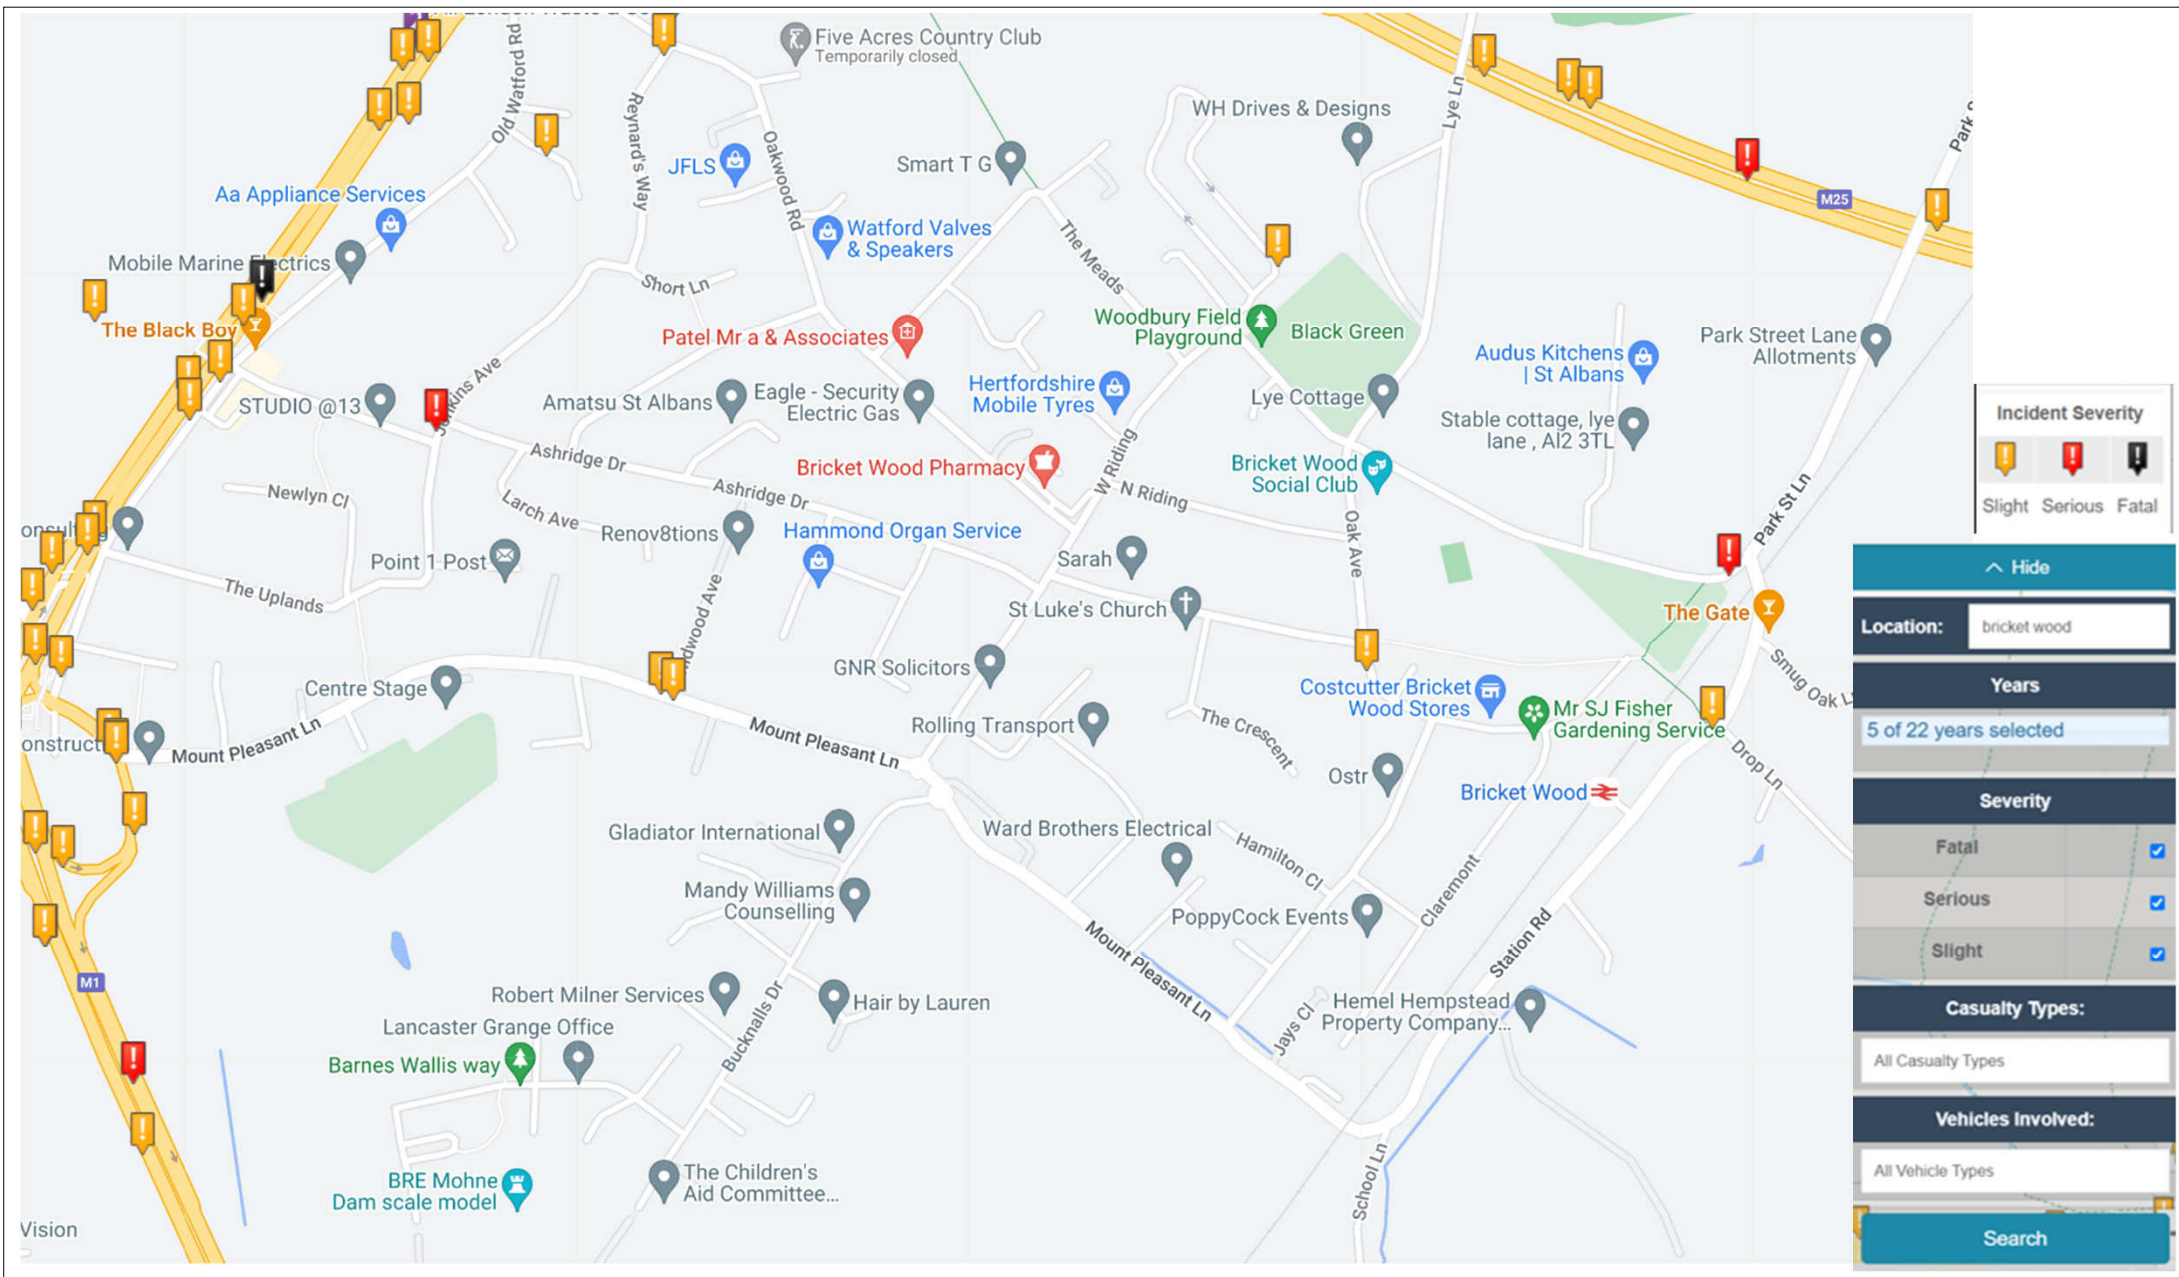 Five Acres Country Club
Temporarily closed
Old Watford Rd
Reynard's Way
Oakwood Rd
JFLS
Smart T G
WH Drives & Designs
Lye Ln
M25
Aa Appliance Services
Watford Valves
& Speakers
The Meads
Mobile Marine Electrics
Short Ln
The Black Boy
Patel Mr a & Associates
Woodbury Field
Playground
Black Green
Park Street Lane
Allotments
Audus Kitchens
| St Albans
STUDIO @13
Amatsu St Albans
Eagle - Security
Electric Gas
Hertfordshire
Mobile Tyres
Lye Cottage
Stable cottage, lye
lane , Al2 3TL
Ashridge Dr
Bricket Wood Pharmacy
W Riding
Bricket Wood
Social Club
Newlyn Cl
Larch Ave
Ashridge Dr
N Riding
Park St Ln
Renov8tions
Hammond Organ Service
Oak Ave
Point 1 Post
Sarah
The Uplands
St Luke's Church
The Gate
Centre Stage
GNR Solicitors
Costcutter Bricket
Wood Stores
Mr SJ Fisher
Gardening Service
Mount Pleasant Ln
Mount Pleasant Ln
Rolling Transport
The Crescent
Drop Ln
Ostr
Bricket Wood
Gladiator International
Ward Brothers Electrical
Hamilton Cl
Claremont
Mandy Williams
Counselling
PoppyCock Events
Station Rd
M1
Mount Pleasant Ln
Robert Milner Services
Hair by Lauren
Bucknalls Dr
Jays Cl
Hemel Hempstead
Property Company...
Lancaster Grange Office
Barnes Wallis way
BRE Mohne
Dam scale model
The Children's
Aid Committee...
School Ln
Vision
Incident Severity
Slight Serious Fatal
Hide
Location: bricket wood
Years
5 of 22 years selected
Severity
Fatal
Serious
Slight
Casualty Types:
All Casualty Types
Vehicles Involved:
All Vehicle Types
Search